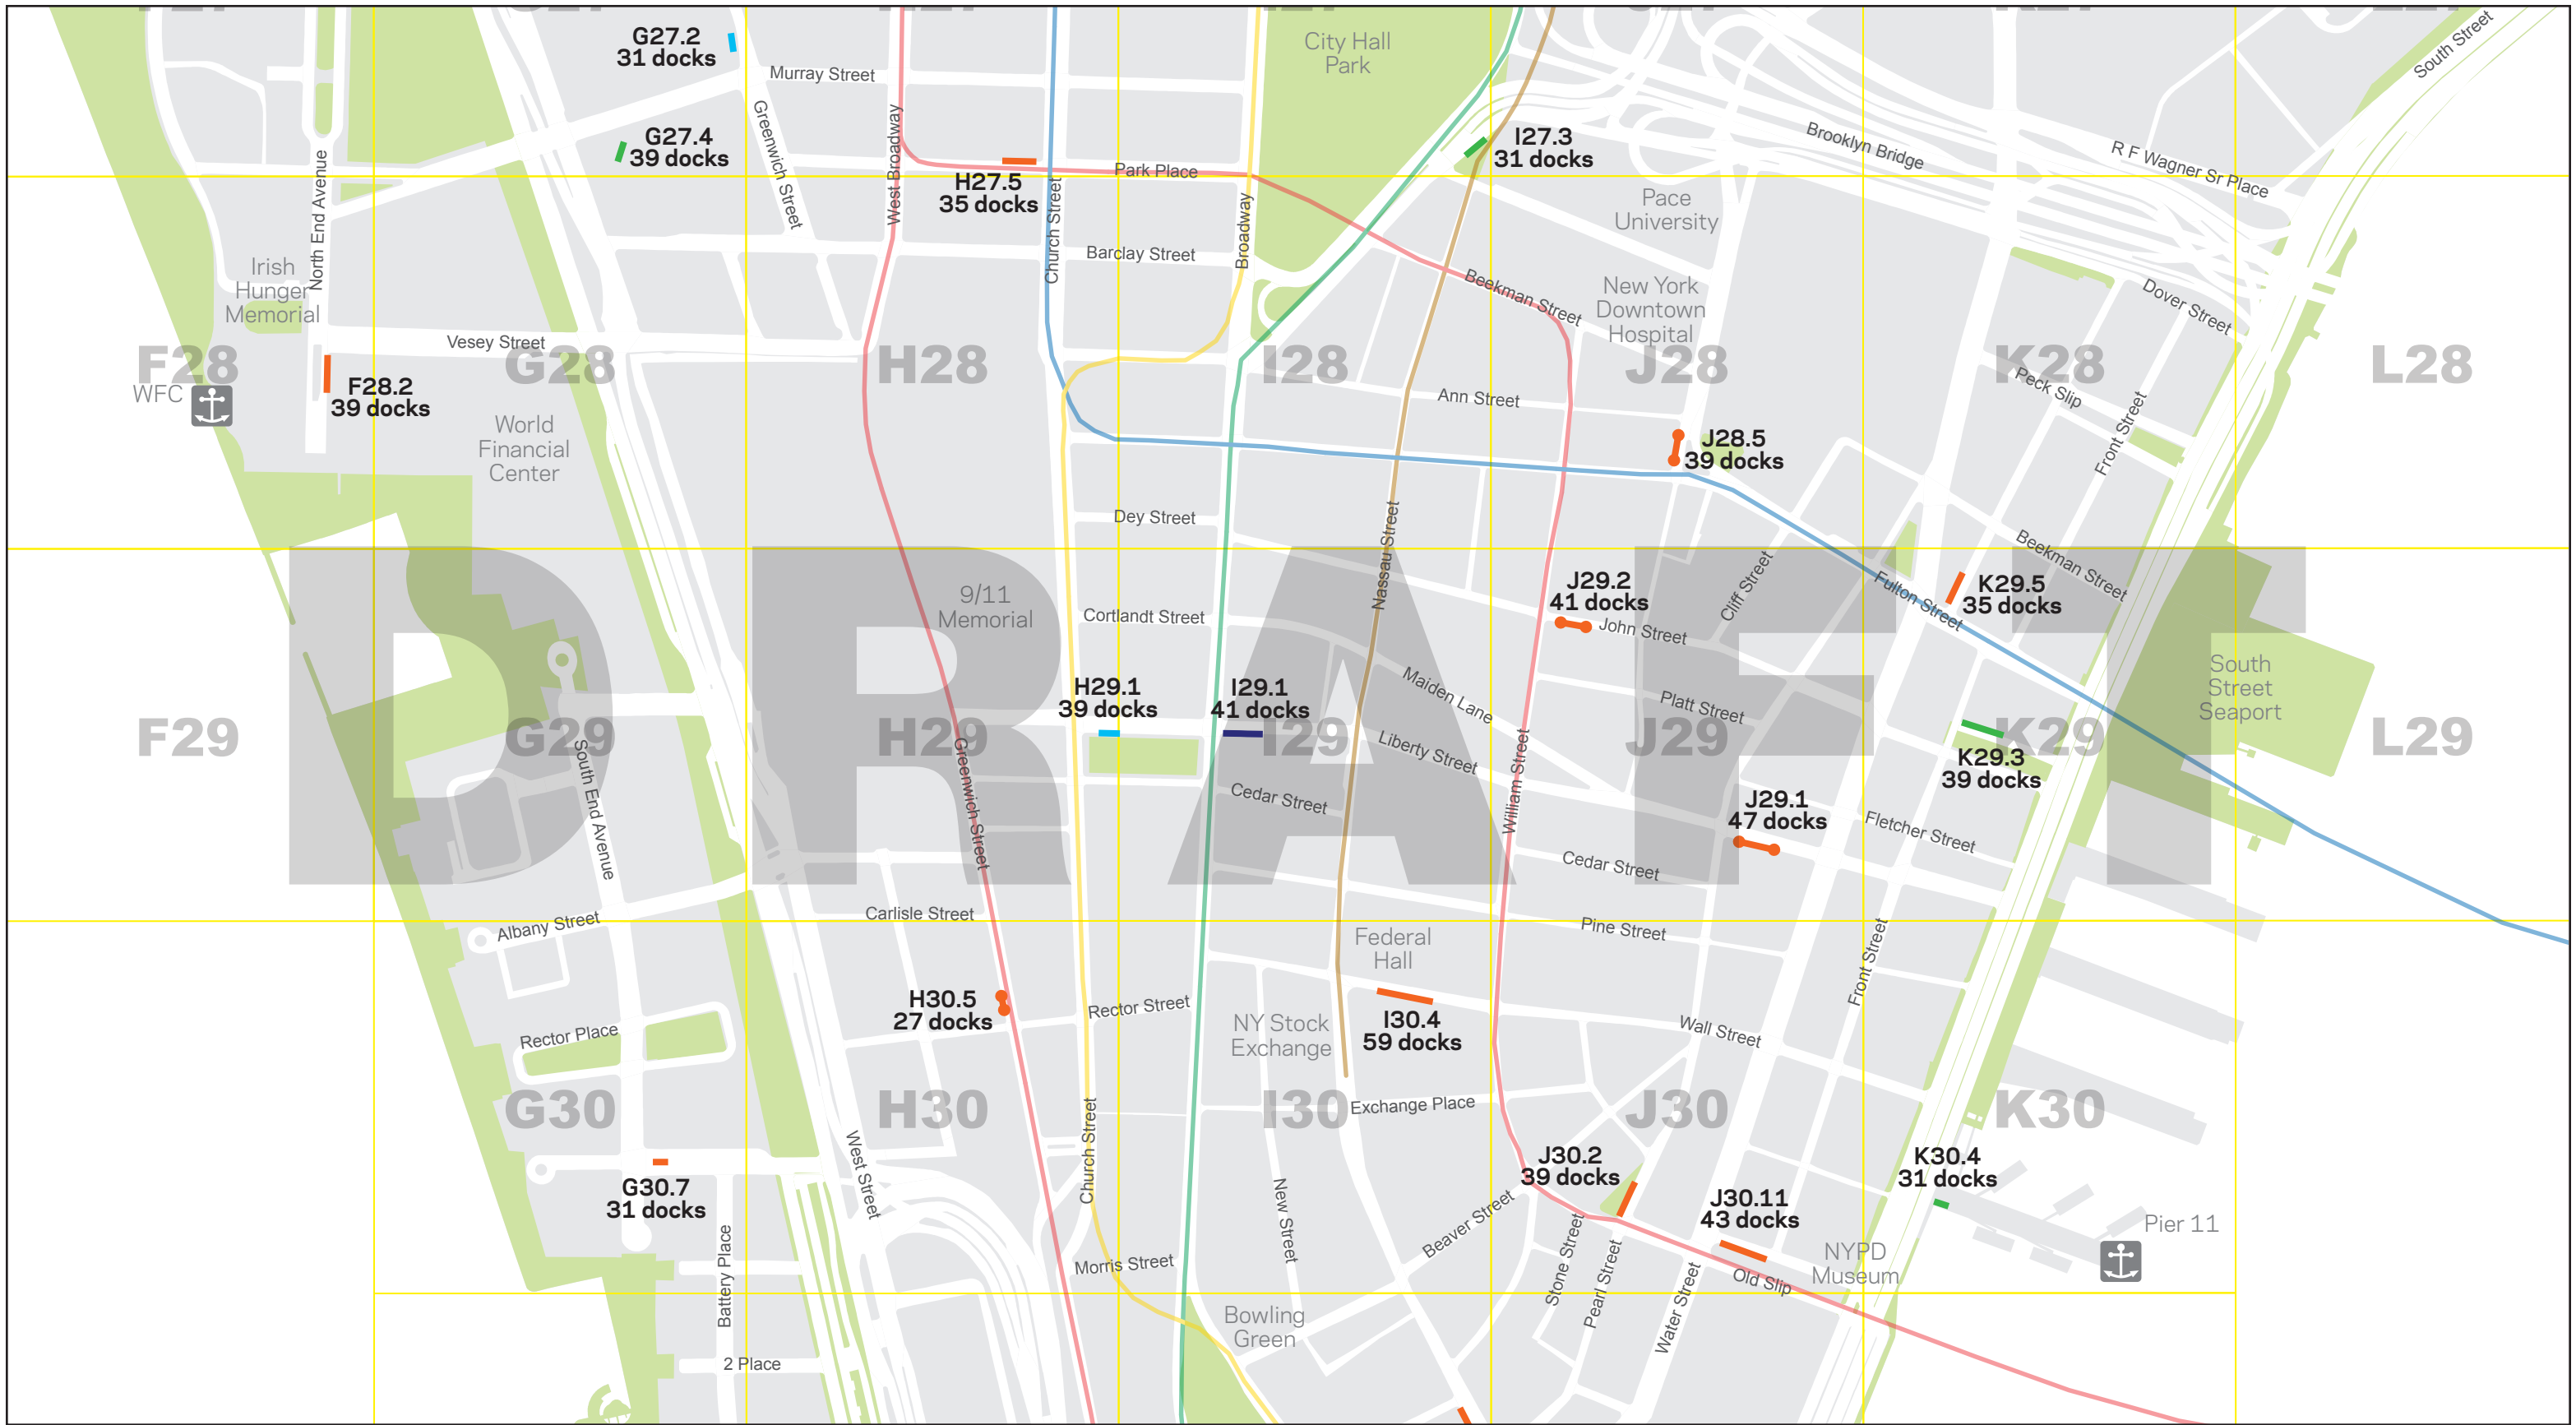 G27.2
31 docks
Murray Street
City Hall
Park
South Street
G27.4
39 docks
Greenwich Street
West Broadway
H27.5
35 docks
Park Place
I27.3
31 docks
Brooklyn Bridge
R F Wagner Sr Place
North End Avenue
Church Street
Broadway
Barclay Street
Pace
University
Irish
Hunger
Memorial
Beekman Street
New York
Downtown
Hospital
Dover Street
Vesey Street
F28
G28
H28
I28
J28
K28
L28
WFC
F28.2
39 docks
Ann Street
Peck Slip
Front Street
World
Financial
Center
J28.5
39 docks
Dey Street
Nassau Street
Beekman Street
DRAFT
9/11
Memorial
Cortlandt Street
J29.2
41 docks
John Street
Cliff Street
Fulton Street
K29.5
35 docks
South
Street
Seaport
H29.1
39 docks
I29.1
41 docks
Maiden Lane
Platt Street
F29
G29
H29
I29
J29
K29
L29
South End Avenue
Greenwich Street
Liberty Street
William Street
K29.3
39 docks
Cedar Street
J29.1
47 docks
Fletcher Street
Cedar Street
Carlisle Street
Albany Street
Pine Street
Federal
Hall
Front Street
H30.5
27 docks
Rector Street
Rector Place
NY Stock
Exchange
I30.4
59 docks
Wall Street
G30
H30
I30
J30
K30
Exchange Place
Church Street
West Street
G30.7
31 docks
J30.2
39 docks
K30.4
31 docks
J30.11
43 docks
Pier 11
New Street
Beaver Street
Stone Street
Pearl Street
Water Street
Old Slip
NYPD
Museum
Battery Place
Morris Street
Bowling
Green
2 Place